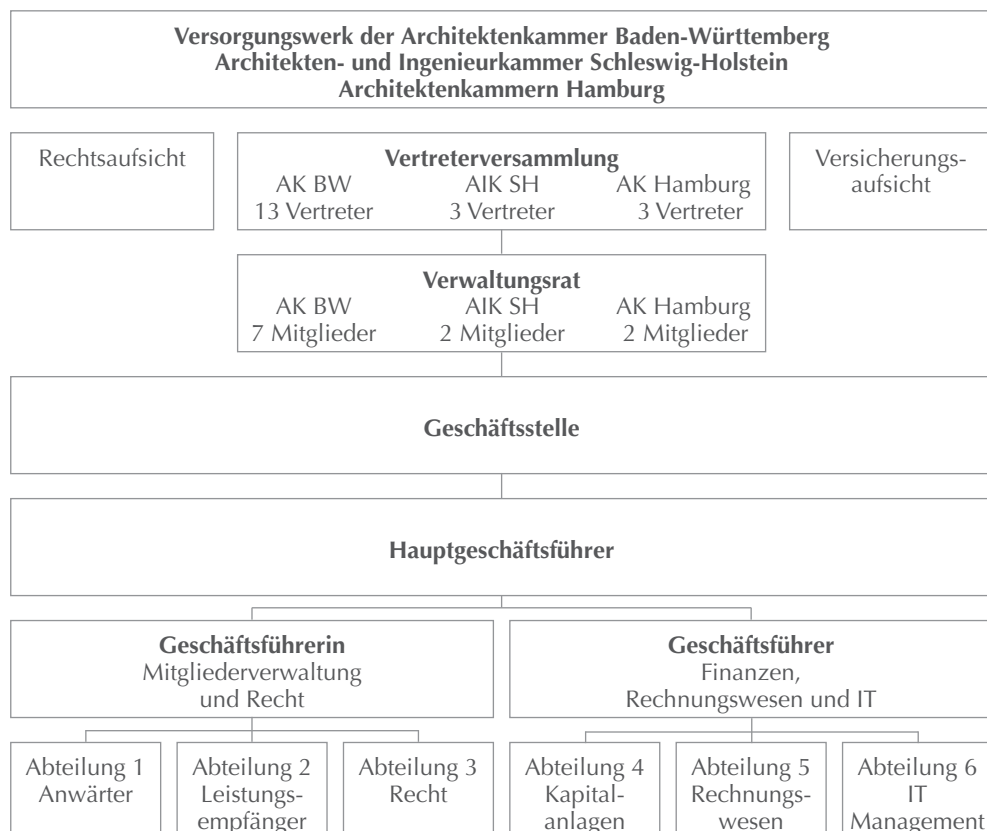 Versorgungswerk der Architektenkammer Baden-Württemberg
Architekten- und Ingenieurkammer Schleswig-Holstein
Architektenkammern Hamburg
Rechtsaufsicht
Vertreterversammlung
AK BW
13 Vertreter
AIK SH
3 Vertreter
AK Hamburg
3 Vertreter
Versicherungs-
aufsicht
Verwaltungsrat
AK BW
7 Mitglieder
AIK SH
2 Mitglieder
AK Hamburg
2 Mitglieder
Geschäftsstelle
Hauptgeschäftsführer
Geschäftsführerin
Mitgliederverwaltung
und Recht
Geschäftsführer
Finanzen,
Rechnungswesen und IT
Abteilung 1
Anwärter
Abteilung 2
Leistungs-
empfänger
Abteilung 3
Recht
Abteilung 4
Kapital-
anlagen
Abteilung 5
Rechnungs-
wesen
Abteilung 6
IT
Management